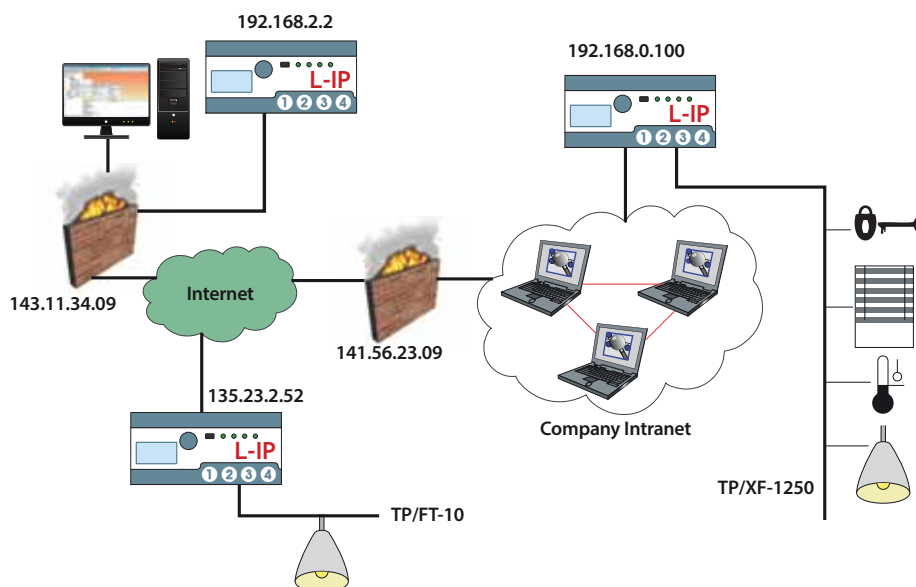 192.168.2.2
L-IP
1 2 3 4
192.168.0.100
L-IP
1 2 3 4
143.11.34.09
Internet
141.56.23.09
135.23.2.52
L-IP
1 2 3 4
Company Intranet
TP/XF-1250
TP/FT-10